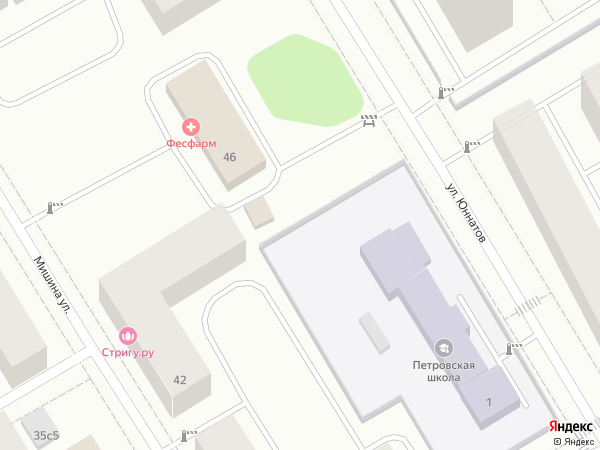 Фесфарм
46
ул. Юннатов
Мишина ул.
Стригу.ру
42
Петровская
школа
1
35с5
Яндекс
© Яндекс